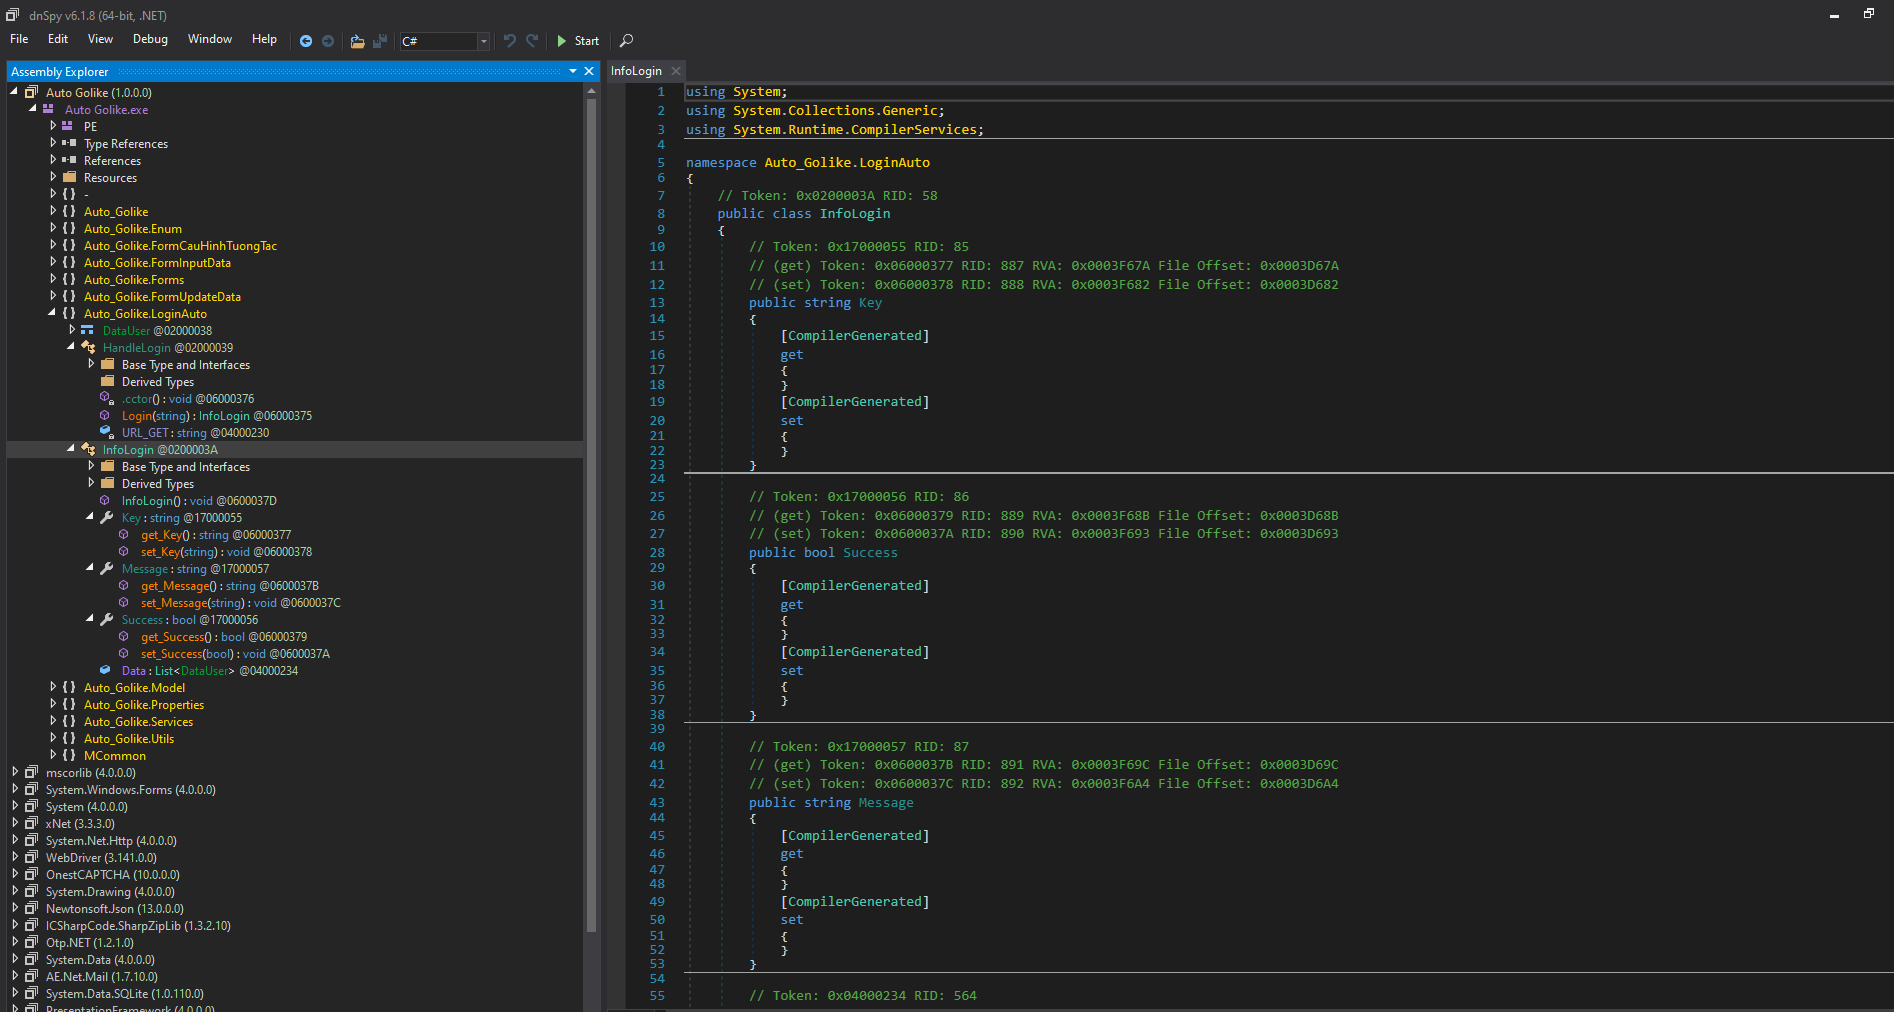 dnSpy v6.1.8 (64-bit, .NET)
File Edit View Debug Window Help C# Start
Assembly Explorer
Auto Golike (1.0.0.0)
Auto Golike.exe
PE
Type References
References
Resources
{ } -
{ } Auto_Golike
{ } Auto_Golike.Enum
{ } Auto_Golike.FormCauHinhTuongTac
{ } Auto_Golike.FormInputData
{ } Auto_Golike.Forms
{ } Auto_Golike.FormUpdateData
{ } Auto_Golike.LoginAuto
DataUser @02000038
HandleLogin @02000039
Base Type and Interfaces
Derived Types
.cctor() : void @06000376
Login(string) : InfoLogin @06000375
URL_GET : string @04000230
InfoLogin @0200003A
Base Type and Interfaces
Derived Types
InfoLogin() : void @0600037D
Key : string @17000055
get_Key() : string @06000377
set_Key(string) : void @06000378
Message : string @17000057
get_Message() : string @0600037B
set_Message(string) : void @0600037C
Success : bool @17000056
get_Success() : bool @06000379
set_Success(bool) : void @0600037A
Data : List<DataUser> @04000234
{ } Auto_Golike.Model
{ } Auto_Golike.Properties
{ } Auto_Golike.Services
{ } Auto_Golike.Utils
{ } MCommon
mscorlib (4.0.0.0)
System.Windows.Forms (4.0.0.0)
System (4.0.0.0)
xNet (3.3.3.0)
System.Net.Http (4.0.0.0)
WebDriver (3.141.0.0)
OnestCAPTCHA (10.0.0.0)
System.Drawing (4.0.0.0)
Newtonsoft.Json (13.0.0.0)
ICSharpCode.SharpZipLib (1.3.2.10)
Otp.NET (1.2.1.0)
System.Data (4.0.0.0)
AE.Net.Mail (1.7.10.0)
System.Data.SQLite (1.0.110.0)
PresentationFramework (4.0.0.0)
InfoLogin
1 using System;
2 using System.Collections.Generic;
3 using System.Runtime.CompilerServices;
4
5 namespace Auto_Golike.LoginAuto
6 {
7 // Token: 0x0200003A RID: 58
8 public class InfoLogin
9 {
10 // Token: 0x17000055 RID: 85
11 // (get) Token: 0x06000377 RID: 887 RVA: 0x0003F67A File Offset: 0x0003D67A
12 // (set) Token: 0x06000378 RID: 888 RVA: 0x0003F682 File Offset: 0x0003D682
13 public string Key
14 {
15 [CompilerGenerated]
16 get
17 {
18 }
19 [CompilerGenerated]
20 set
21 {
22 }
23 }
24
25 // Token: 0x17000056 RID: 86
26 // (get) Token: 0x06000379 RID: 889 RVA: 0x0003F68B File Offset: 0x0003D68B
27 // (set) Token: 0x0600037A RID: 890 RVA: 0x0003F693 File Offset: 0x0003D693
28 public bool Success
29 {
30 [CompilerGenerated]
31 get
32 {
33 }
34 [CompilerGenerated]
35 set
36 {
37 }
38 }
39
40 // Token: 0x17000057 RID: 87
41 // (get) Token: 0x0600037B RID: 891 RVA: 0x0003F69C File Offset: 0x0003D69C
42 // (set) Token: 0x0600037C RID: 892 RVA: 0x0003F6A4 File Offset: 0x0003D6A4
43 public string Message
44 {
45 [CompilerGenerated]
46 get
47 {
48 }
49 [CompilerGenerated]
50 set
51 {
52 }
53 }
54
55 // Token: 0x04000234 RID: 564